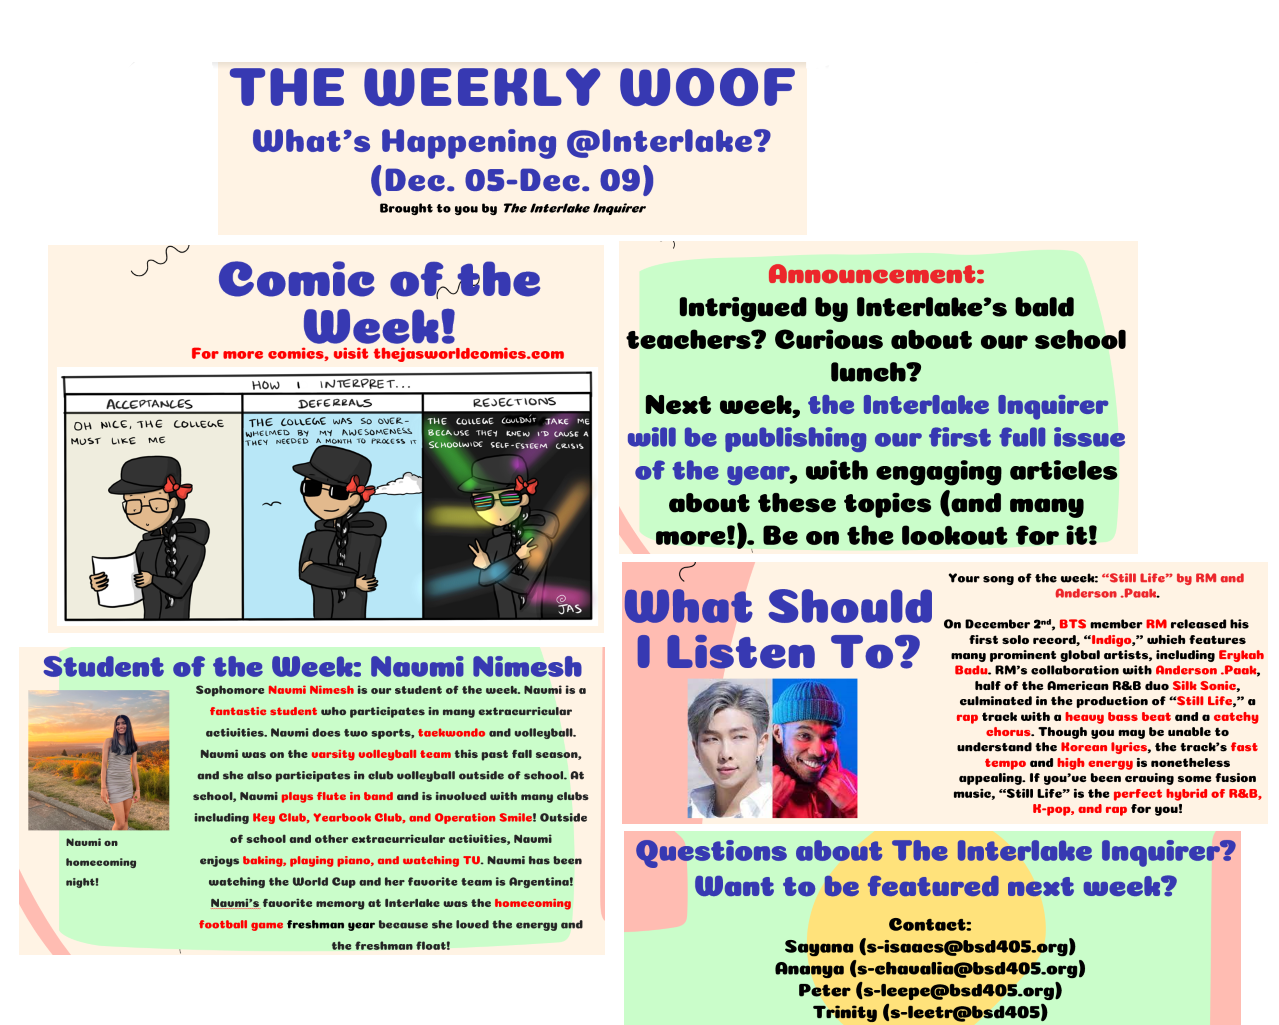 THE WEEKLY WOOF
What's Happening @Interlake?
(Dec. 05-Dec. 09)
Brought to you by The Interlake Inquirer
Comic of the
Week!
For more comics, visit thejasworldcomics.com
HOW I INTERPRET...
ACCEPTANCES
OH NICE, THE COLLEGE
MUST LIKE ME
DEFERRALS
THE COLLEGE WAS SO OVER-
WHELMED BY MY AWESOMENESS
THEY NEEDED A MONTH TO PROCESS IT
REJECTIONS
THE COLLEGE COULDN'T TAKE ME
BECAUSE THEY KNEW I'D CAUSE A
SCHOOLWIDE SELF-ESTEEM CRISIS
@
JAS
Announcement:
Intrigued by Interlake's bald
teachers? Curious about our school
lunch?
Next week, the Interlake Inquirer
will be publishing our first full issue
of the year, with engaging articles
about these topics (and many
more!). Be on the lookout for it!
Student of the Week: Navmi Nimesh
Navmi on
homecoming
night!
Sophomore Navmi Nimesh is our student of the week. Navmi is a
fantastic student who participates in many extracurricular
activities. Navmi does two sports, taekwondo and volleyball.
Navmi was on the varsity volleyball team this past fall season,
and she also participates in club volleyball outside of school. At
school, Navmi plays flute in band and is involved with many clubs
including Key Club, Yearbook Club, and Operation Smile! Outside
of school and other extracurricular activities, Navmi
enjoys baking, playing piano, and watching TV. Navmi has been
watching the World Cup and her favorite team is Argentina!
Navmi's favorite memory at Interlake was the homecoming
football game freshman year because she loved the energy and
the freshman float!
What Should
I Listen To?
Your song of the week: "Still Life" by RM and
Anderson .Paak.
On December 2nd, BTS member RM released his
first solo record, "Indigo," which features
many prominent global artists, including Erykah
Badu. RM's collaboration with Anderson .Paak,
half of the American R&B duo Silk Sonic,
culminated in the production of "Still Life," a
rap track with a heavy bass beat and a catchy
chorus. Though you may be unable to
understand the Korean lyrics, the track's fast
tempo and high energy is nonetheless
appealing. If you've been craving some fusion
music, "Still Life" is the perfect hybrid of R&B,
K-pop, and rap for you!
Questions about The Interlake Inquirer?
Want to be featured next week?
Contact:
Sayana (s-isaacs@bsd405.org)
Ananya (s-chavalia@bsd405.org)
Peter (s-leepe@bsd405.org)
Trinity (s-leetr@bsd405)